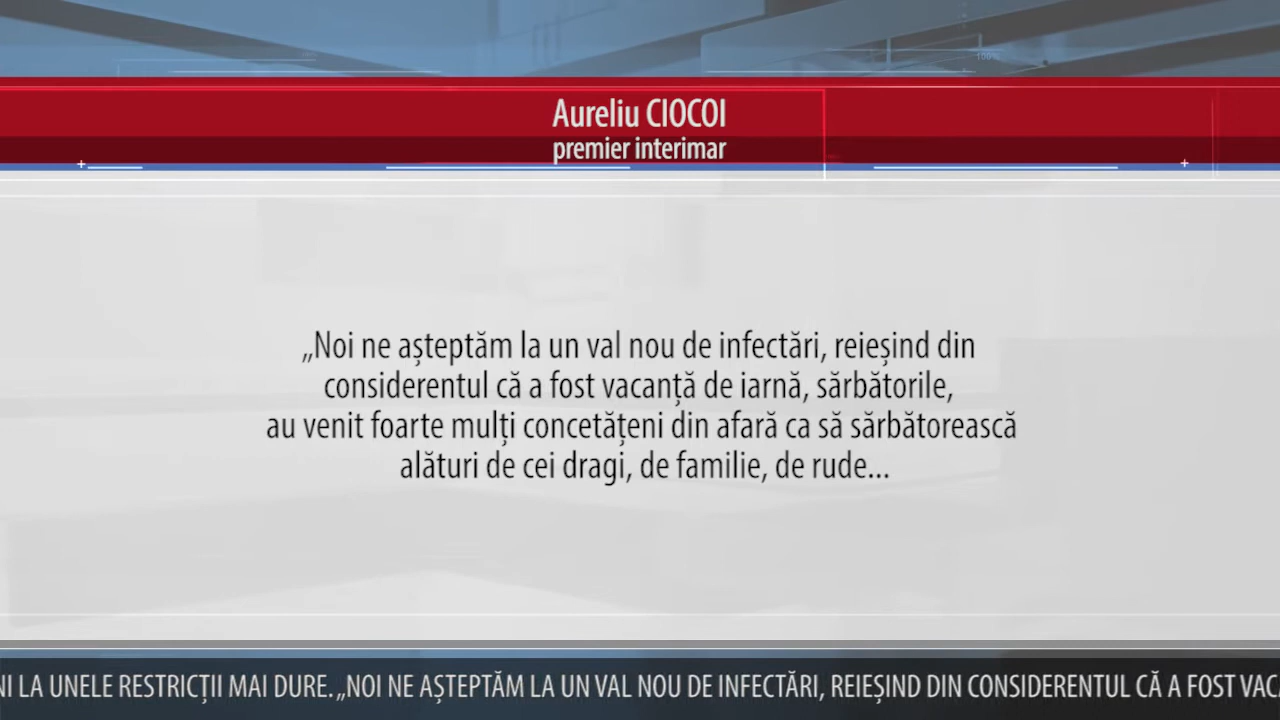 100%
Aureliu CIOCOI
premier interimar
„Noi ne așteptăm la un val nou de infectări, reieșind din
considerentul că a fost vacanță de iarnă, sărbătorile,
au venit foarte mulți concetățeni din afară ca să sărbătorească
alături de cei dragi, de familie, de rude...
NI LA UNELE RESTRICȚII MAI DURE. „NOI NE AȘTEPTĂM LA UN VAL NOU DE INFECTĂRI, REIEȘIND DIN CONSIDERENTUL CĂ A FOST VAC